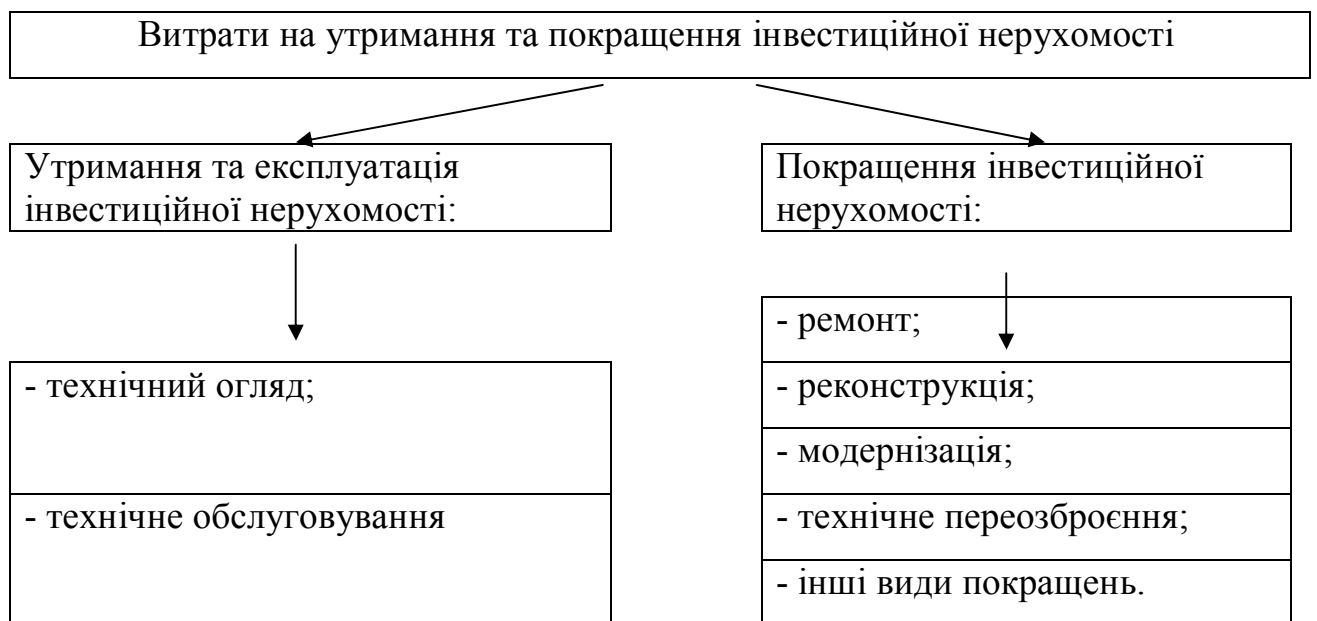 Витрати на утримання та покращення інвестиційної нерухомості
Утримання та експлуатація
інвестиційної нерухомості:
- технічний огляд;
- технічне обслуговування
Покращення інвестиційної
нерухомості:
- ремонт;
- реконструкція;
- модернізація;
- технічне переозброєння;
- інші види покращень.